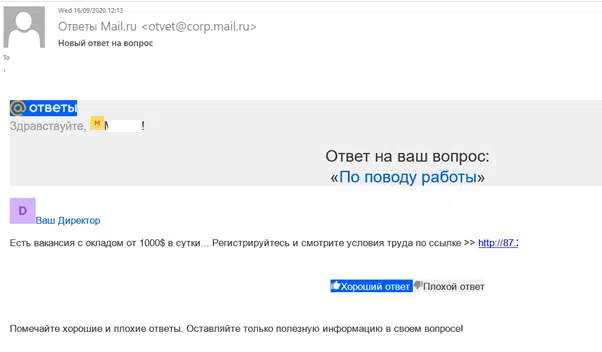 Wed 16/09/2020 12:13
Ответы Mail.ru <otvet@corp.mail.ru>
Новый ответ на вопрос
To
@ ответы
Здравствуйте, M !
Ответ на ваш вопрос:
«По поводу работы»
D Ваш Директор
Есть вакансия с окладом от 1000$ в сутки... Регистрируйтесь и смотрите условия труда по ссылке >> http://87.2
Хороший ответ Плохой ответ
Помечайте хорошие и плохие ответы. Оставляйте только полезную информацию в своем вопросе!